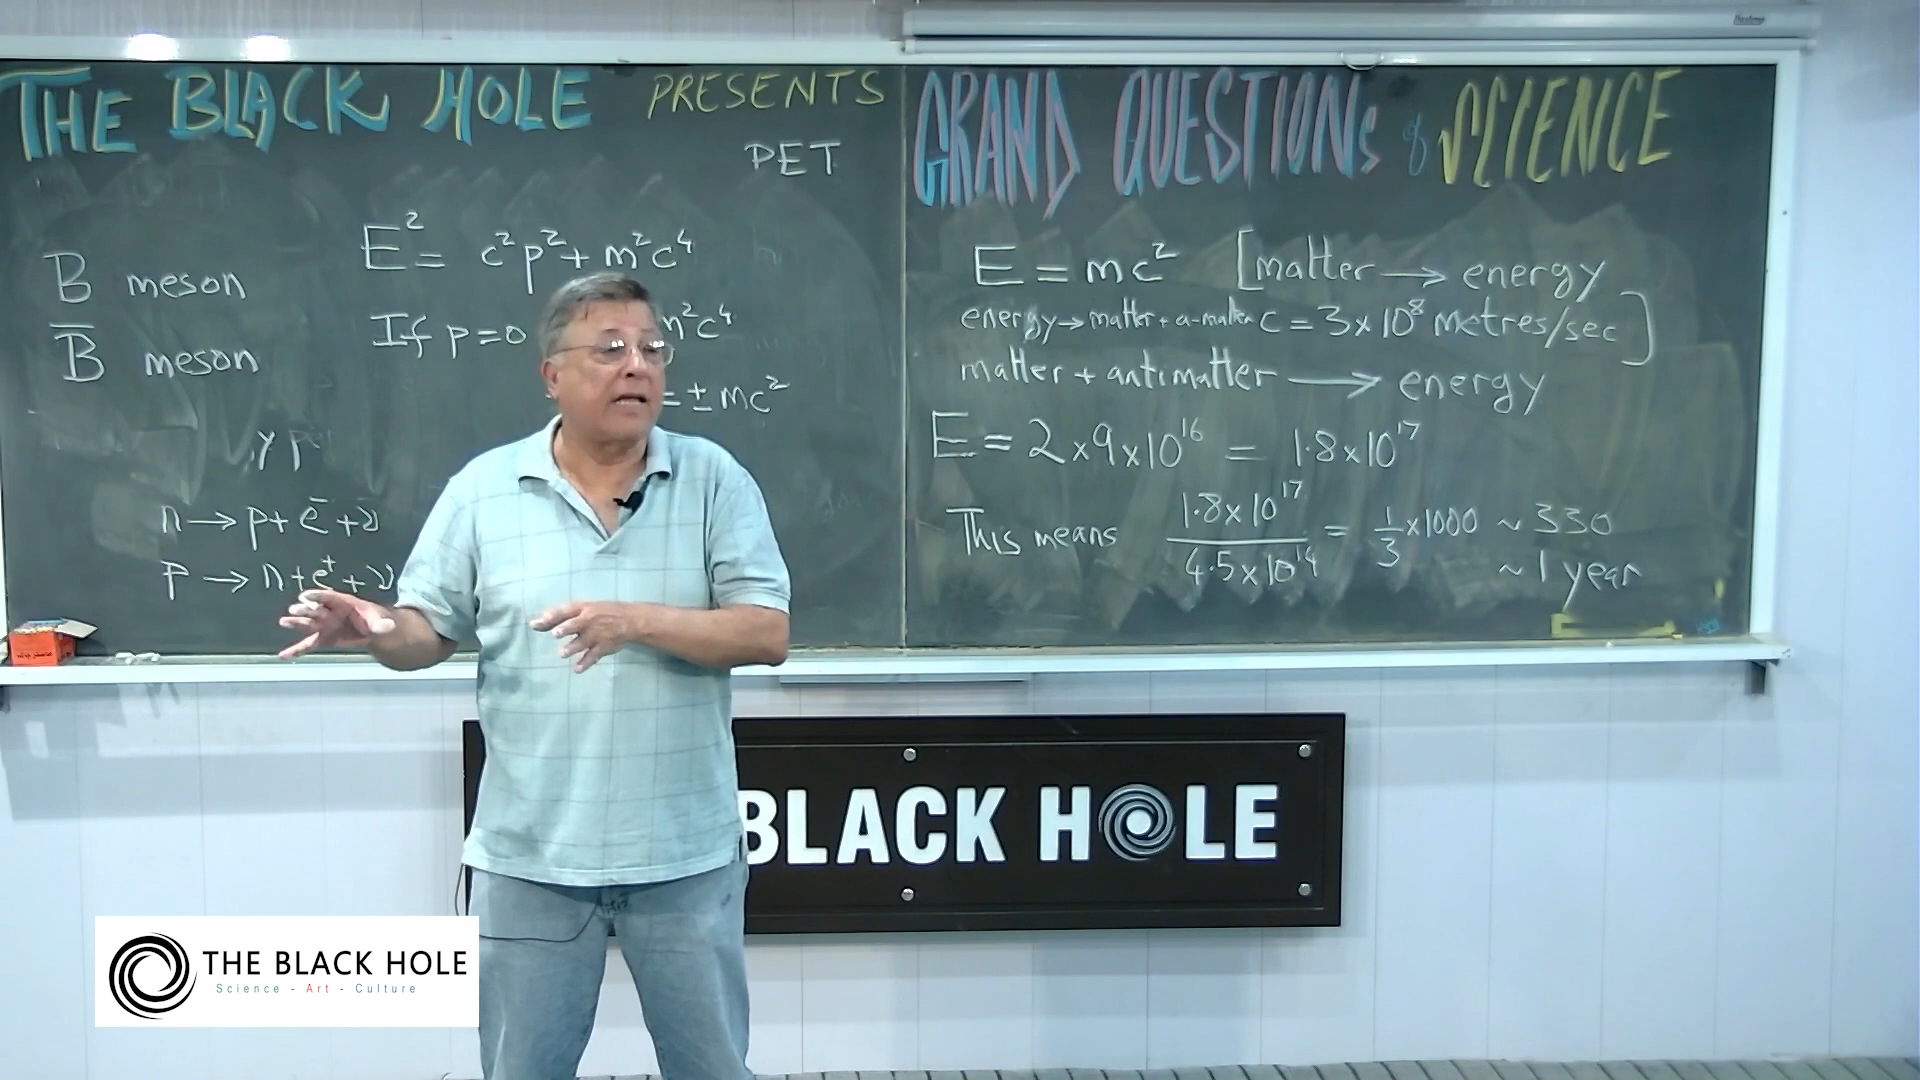 THE BLACK HOLE PRESENTS
GRAND QUESTIONS of SCIENCE
PET
E² = c²p² + m²c⁴
B meson
If p=0 m²c⁴
B̄ meson
= ± mc²
n → p + e⁻ + ν̄
p → n + e⁺ + ν
E = mc² [matter → energy
energy → matter + a-matter c = 3 x 10⁸ metres/sec]
matter + antimatter → energy
E = 2 x 9 x 10¹⁶ = 1.8 x 10¹⁷
This means 1.8 x 10¹⁷ / 4.5 x 10¹⁴ = 1/3 x 1000 ~ 330
~ 1 year
BLACK HOLE
THE BLACK HOLE
Science - Art - Culture